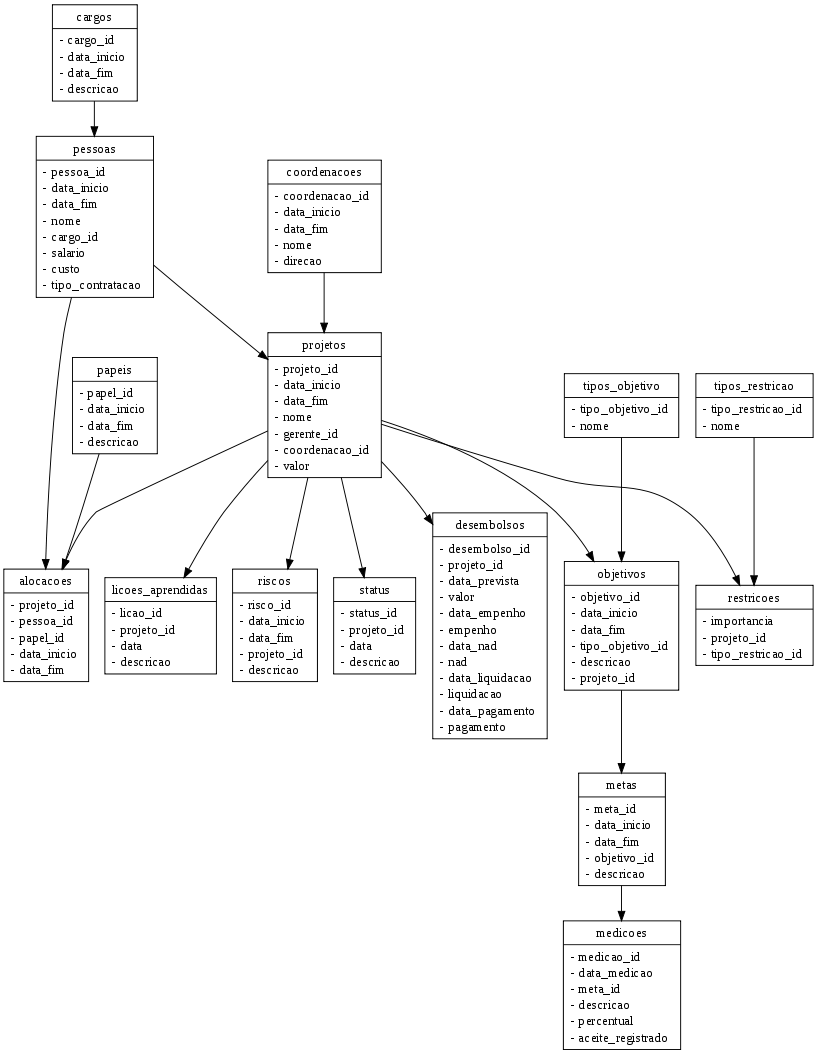 cargos
- cargo_id
- data_inicio
- data_fim
- descricao
pessoas
- pessoa_id
- data_inicio
- data_fim
- nome
- cargo_id
- salario
- custo
- tipo_contratacao
coordenacoes
- coordenacao_id
- data_inicio
- data_fim
- nome
- direcao
projetos
- projeto_id
- data_inicio
- data_fim
- nome
- gerente_id
- coordenacao_id
- valor
papeis
- papel_id
- data_inicio
- data_fim
- descricao
tipos_objetivo
- tipo_objetivo_id
- nome
tipos_restricao
- tipo_restricao_id
- nome
alocacoes
- projeto_id
- pessoa_id
- papel_id
- data_inicio
- data_fim
licoes_aprendidas
- licao_id
- projeto_id
- data
- descricao
riscos
- risco_id
- data_inicio
- data_fim
- projeto_id
- descricao
status
- status_id
- projeto_id
- data
- descricao
desembolsos
- desembolso_id
- projeto_id
- data_prevista
- valor
- data_empenho
- empenho
- data_nad
- nad
- data_liquidacao
- liquidacao
- data_pagamento
- pagamento
objetivos
- objetivo_id
- data_inicio
- data_fim
- tipo_objetivo_id
- descricao
- projeto_id
restricoes
- importancia
- projeto_id
- tipo_restricao_id
metas
- meta_id
- data_inicio
- data_fim
- objetivo_id
- descricao
medicoes
- medicao_id
- data_medicao
- meta_id
- descricao
- percentual
- aceite_registrado